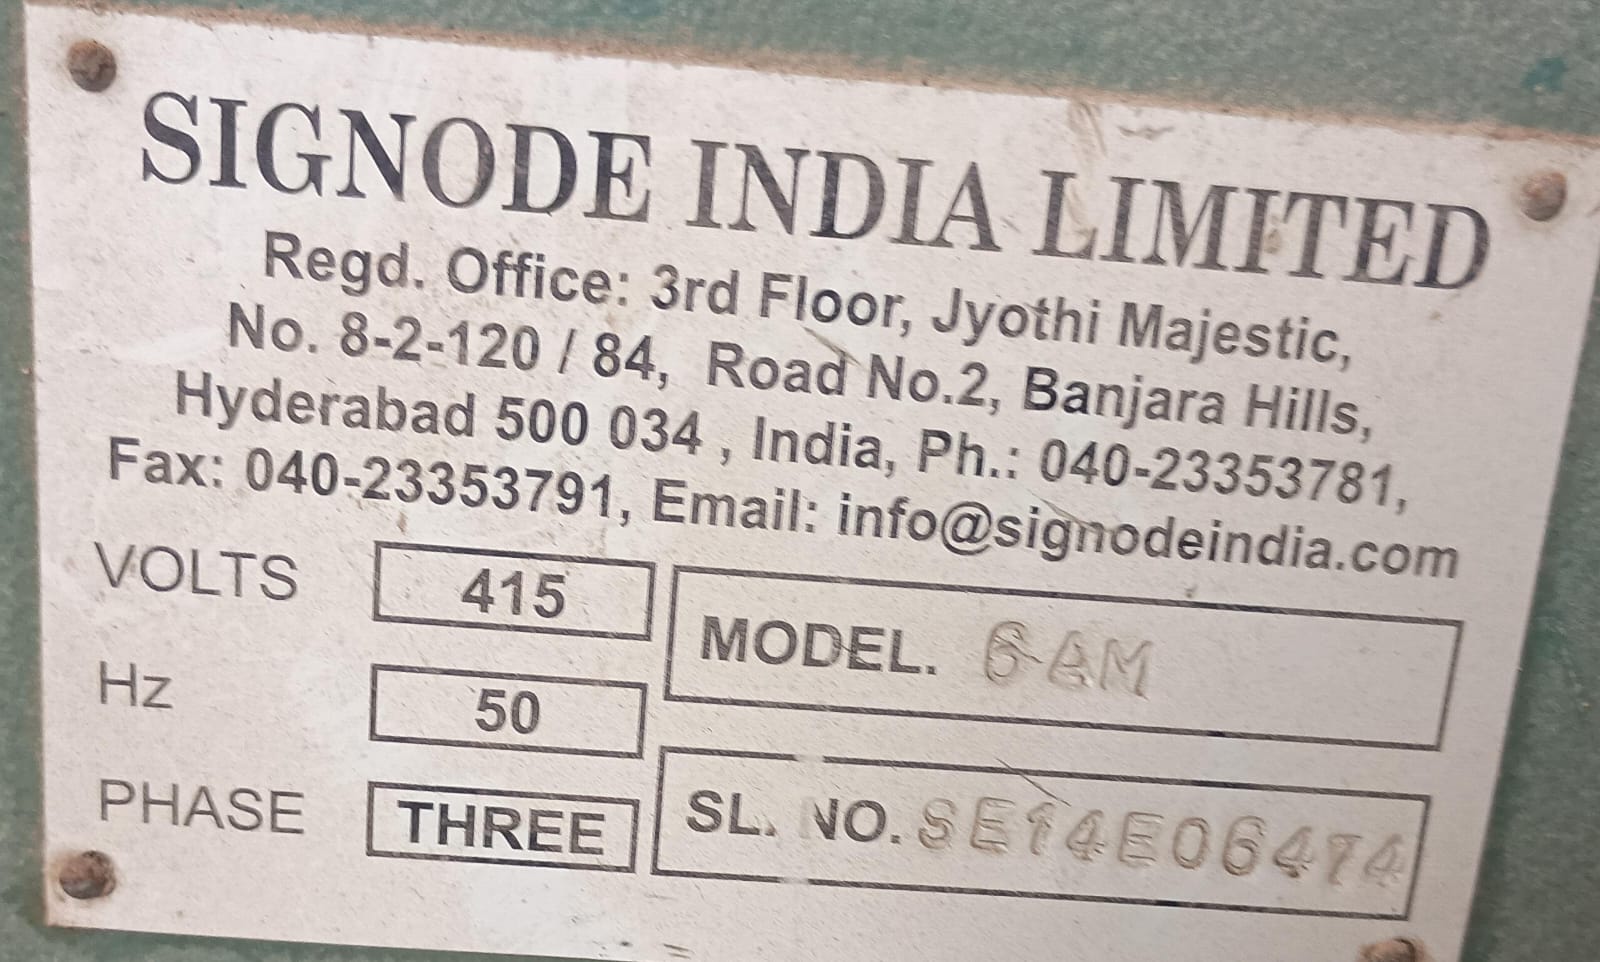 SIGNODE INDIA LIMITED
Regd. Office: 3rd Floor, Jyothi Majestic,
No. 8-2-120 / 84, Road No.2, Banjara Hills,
Hyderabad 500 034 , India, Ph.: 040-23353781,
Fax: 040-23353791, Email: info@signodeindia.com
VOLTS 415
MODEL. 6-AM
Hz 50
PHASE THREE
SL. NO. SE14E06474